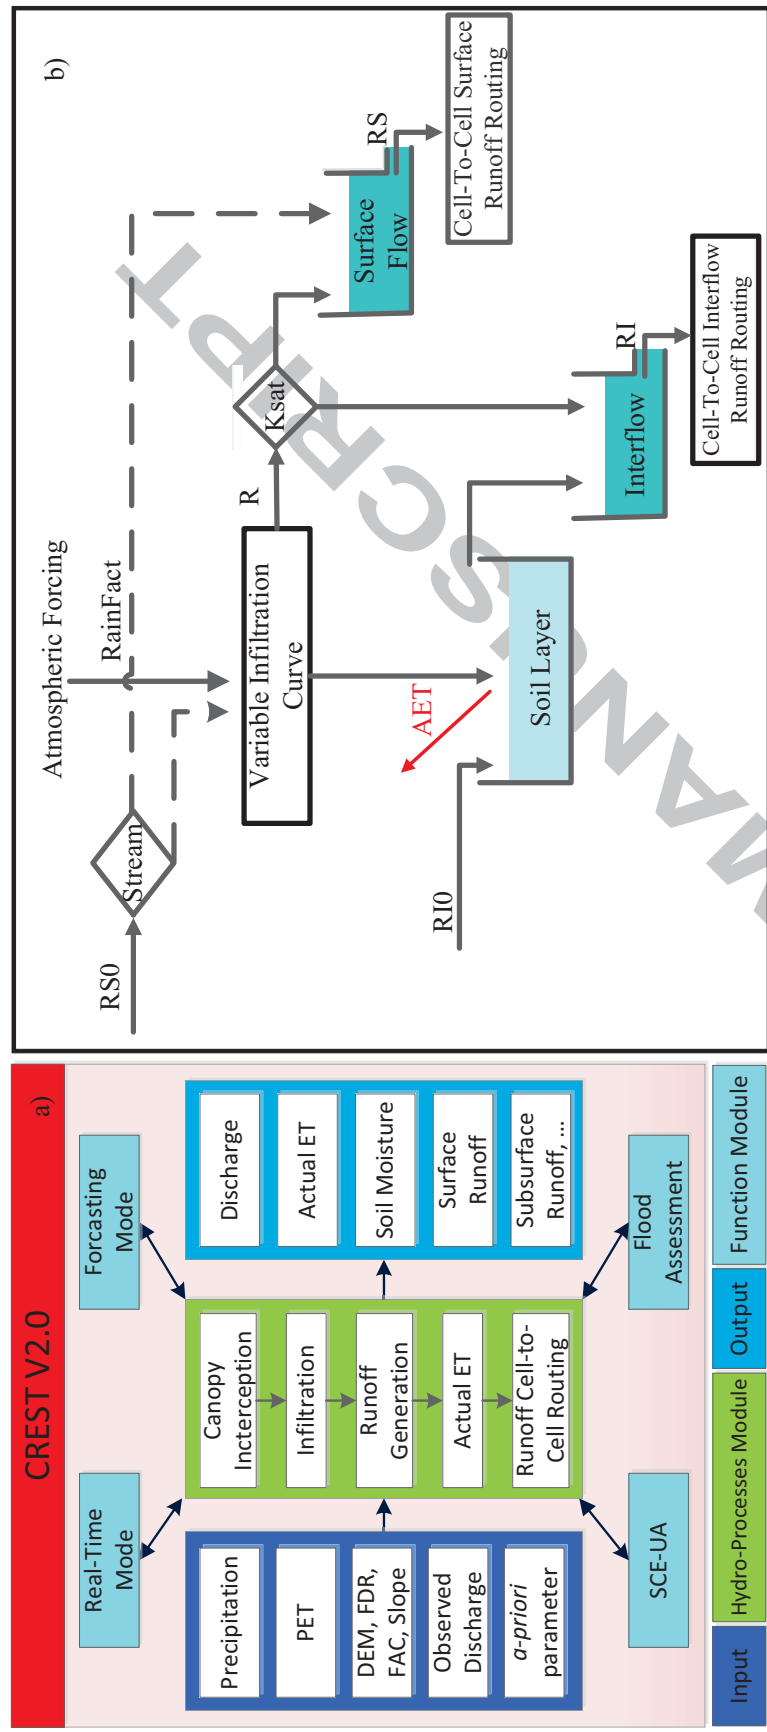 CREST V2.0
a)
Real-Time
Mode
Forcasting
Mode
Precipitation
PET
DEM, FDR,
FAC, Slope
Observed
Discharge
a-priori
parameter
Canopy
Incterception
Infiltration
Runoff
Generation
Actual ET
Runoff Cell-to-
Cell Routing
Discharge
Actual ET
Soil Moisture
Surface
Runoff
Subsurface
Runoff, ...
SCE-UA
Flood
Assessment
Input
Hydro-Processes Module
Output
Function Module
b)
Atmospheric Forcing
RainFact
RS0
Stream
Variable Infiltration
Curve
R
Ksat
Surface
Flow
RS
Cell-To-Cell Surface
Runoff Routing
AET
RI0
Soil Layer
Interflow
RI
Cell-To-Cell Interflow
Runoff Routing
MANUSCRIPT